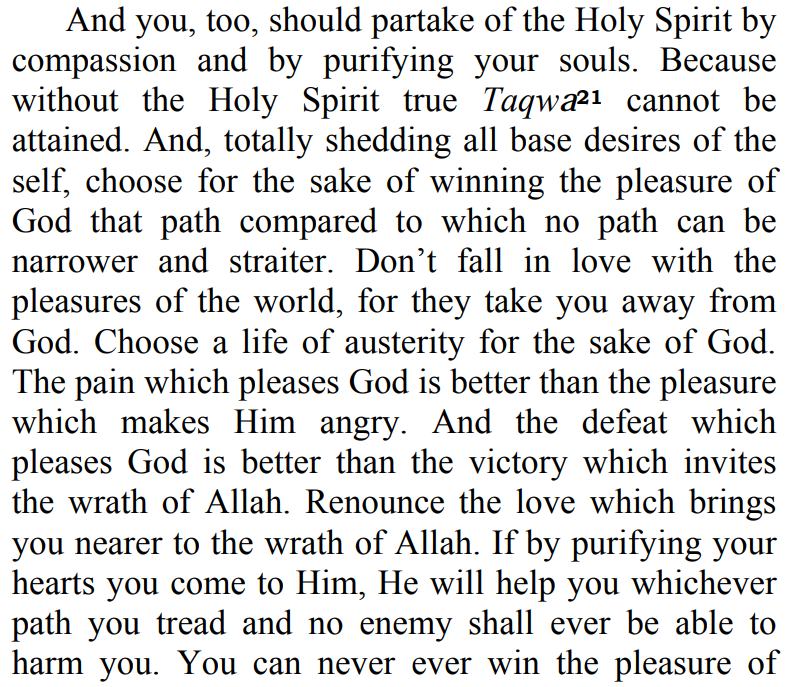 And you, too, should partake of the Holy Spirit by
compassion and by purifying your souls. Because
without the Holy Spirit true Taqwa21 cannot be
attained. And, totally shedding all base desires of the
self, choose for the sake of winning the pleasure of
God that path compared to which no path can be
narrower and straiter. Don’t fall in love with the
pleasures of the world, for they take you away from
God. Choose a life of austerity for the sake of God.
The pain which pleases God is better than the pleasure
which makes Him angry. And the defeat which
pleases God is better than the victory which invites
the wrath of Allah. Renounce the love which brings
you nearer to the wrath of Allah. If by purifying your
hearts you come to Him, He will help you whichever
path you tread and no enemy shall ever be able to
harm you. You can never ever win the pleasure of